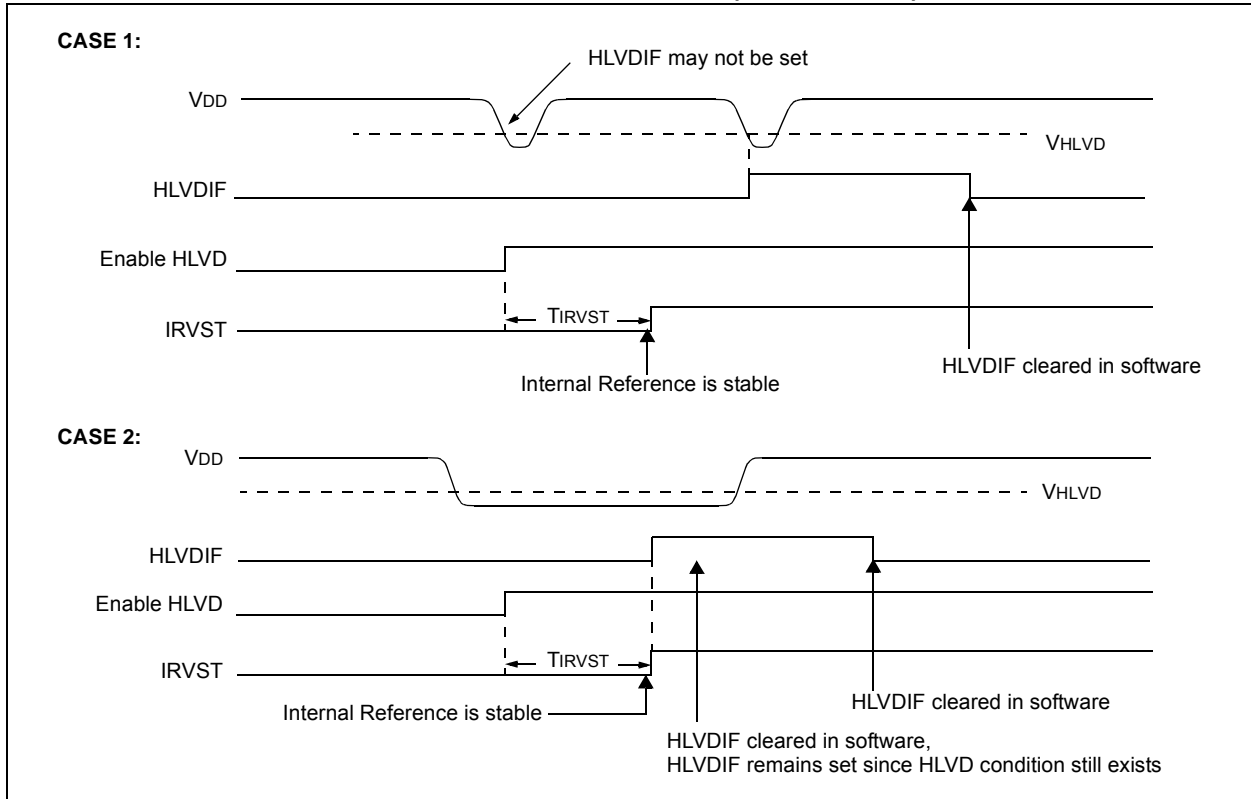 CASE 1:
HLVDIF may not be set
VDD
VHLVD
HLVDIF
Enable HLVD
TIRVST
IRVST
HLVDIF cleared in software
Internal Reference is stable
CASE 2:
VDD
VHLVD
HLVDIF
Enable HLVD
TIRVST
IRVST
HLVDIF cleared in software
Internal Reference is stable
HLVDIF cleared in software,
HLVDIF remains set since HLVD condition still exists